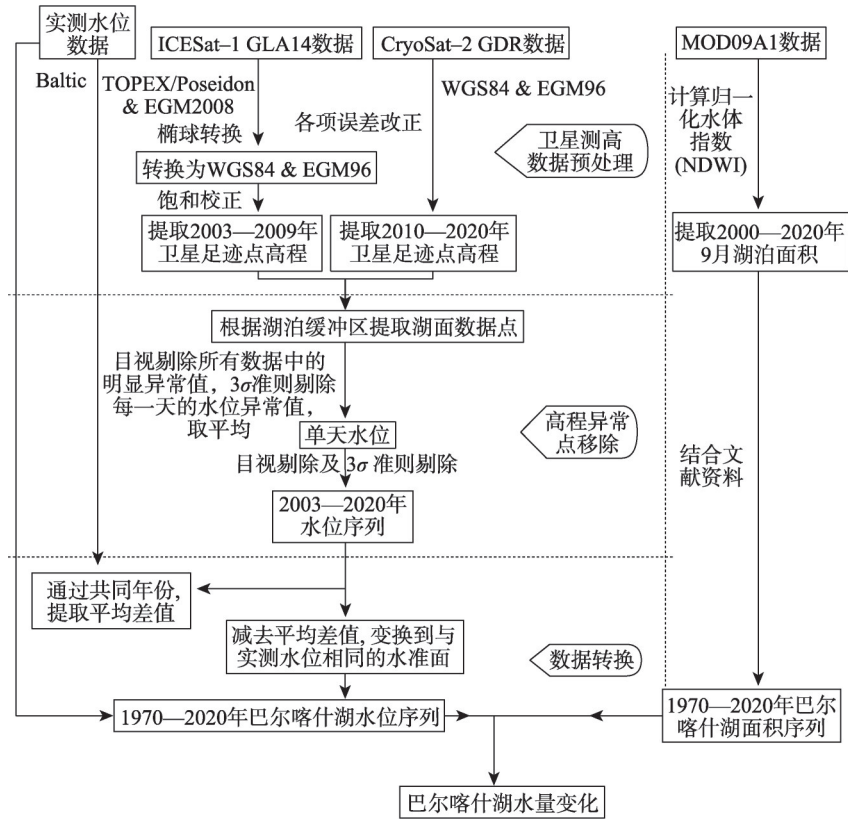 实测水位
数据
ICESat–1 GLA14数据
CryoSat–2 GDR数据
MOD09A1数据
Baltic
TOPEX/Poseidon
& EGM2008
WGS84 & EGM96
计算归一
化水体
指数
(NDWI)
椭球转换
各项误差改正
卫星测高
数据预处理
转换为WGS84 & EGM96
饱和校正
提取2003—2009年
卫星足迹点高程
提取2010—2020年
卫星足迹点高程
提取2000—2020年
9月湖泊面积
根据湖泊缓冲区提取湖面数据点
目视剔除所有数据中的
明显异常值，3σ准则剔除
每一天的水位异常值，
取平均
单天水位
高程异常
点移除
目视剔除及 3σ 准则剔除
结合文
献资料
2003—2020年
水位序列
通过共同年份,
提取平均差值
减去平均差值, 变换到与
实测水位相同的水准面
数据转换
1970—2020年巴尔喀什湖水位序列
1970—2020年巴尔
喀什湖面积序列
巴尔喀什湖水量变化